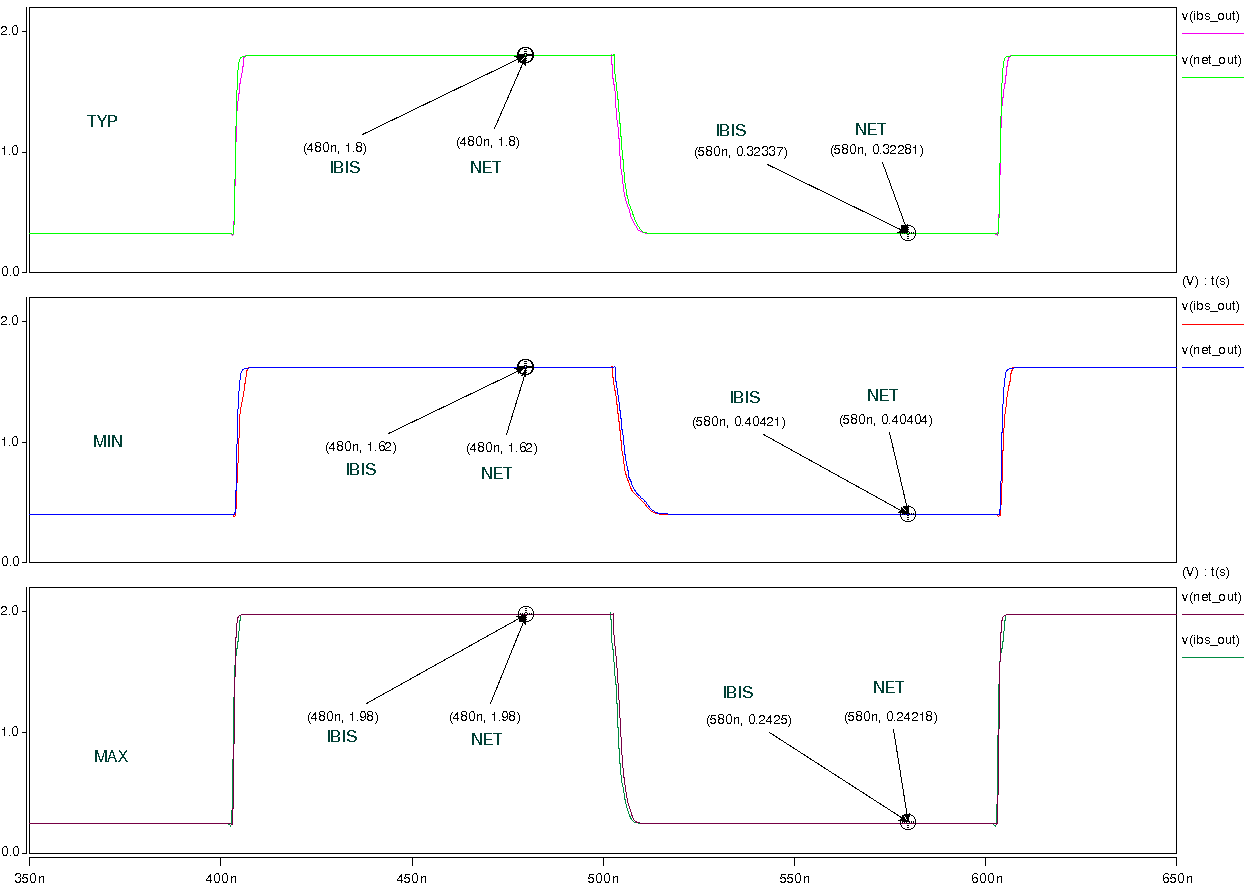 v(ibs_out)
2.0
v(net_out)
TYP
IBIS NET
(480n, 1.8) (480n, 1.8) (580n, 0.32337) (580n, 0.32281)
1.0
IBIS NET
0.0
(V) : t(s)
v(ibs_out)
2.0
v(net_out)
IBIS NET
(580n, 0.40421) (580n, 0.40404)
MIN
1.0
(480n, 1.62) (480n, 1.62)
IBIS NET
0.0
(V) : t(s)
v(net_out)
2.0
v(ibs_out)
IBIS NET
(480n, 1.98) (480n, 1.98) (580n, 0.2425) (580n, 0.24218)
1.0
IBIS NET
MAX
0.0
350n 400n 450n 500n 550n 600n 650n